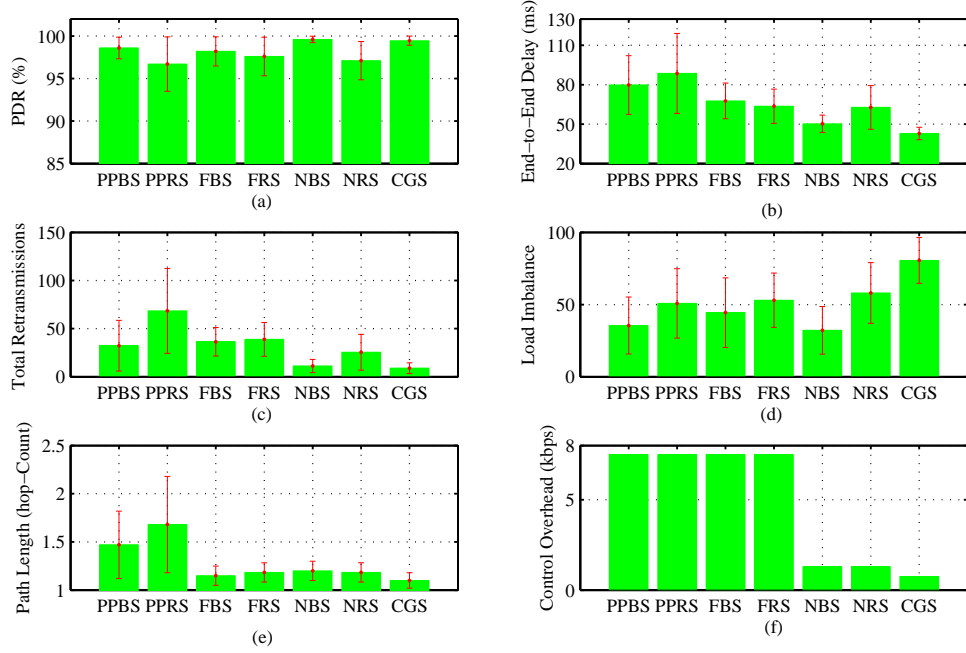 PDR (%)
100
95
90
85
PPBS PPRS FBS FRS NBS NRS CGS
(a)
End−to−End Delay (ms)
130
110
80
50
20
PPBS PPRS FBS FRS NBS NRS CGS
(b)
Total Retransmissions
150
100
50
0
PPBS PPRS FBS FRS NBS NRS CGS
(c)
Load Imbalance
100
50
0
PPBS PPRS FBS FRS NBS NRS CGS
(d)
Path Length (hop−Count)
2.5
2
1.5
1
PPBS PPRS FBS FRS NBS NRS CGS
(e)
Control Overhead (kbps)
8
5
0
PPBS PPRS FBS FRS NBS NRS CGS
(f)